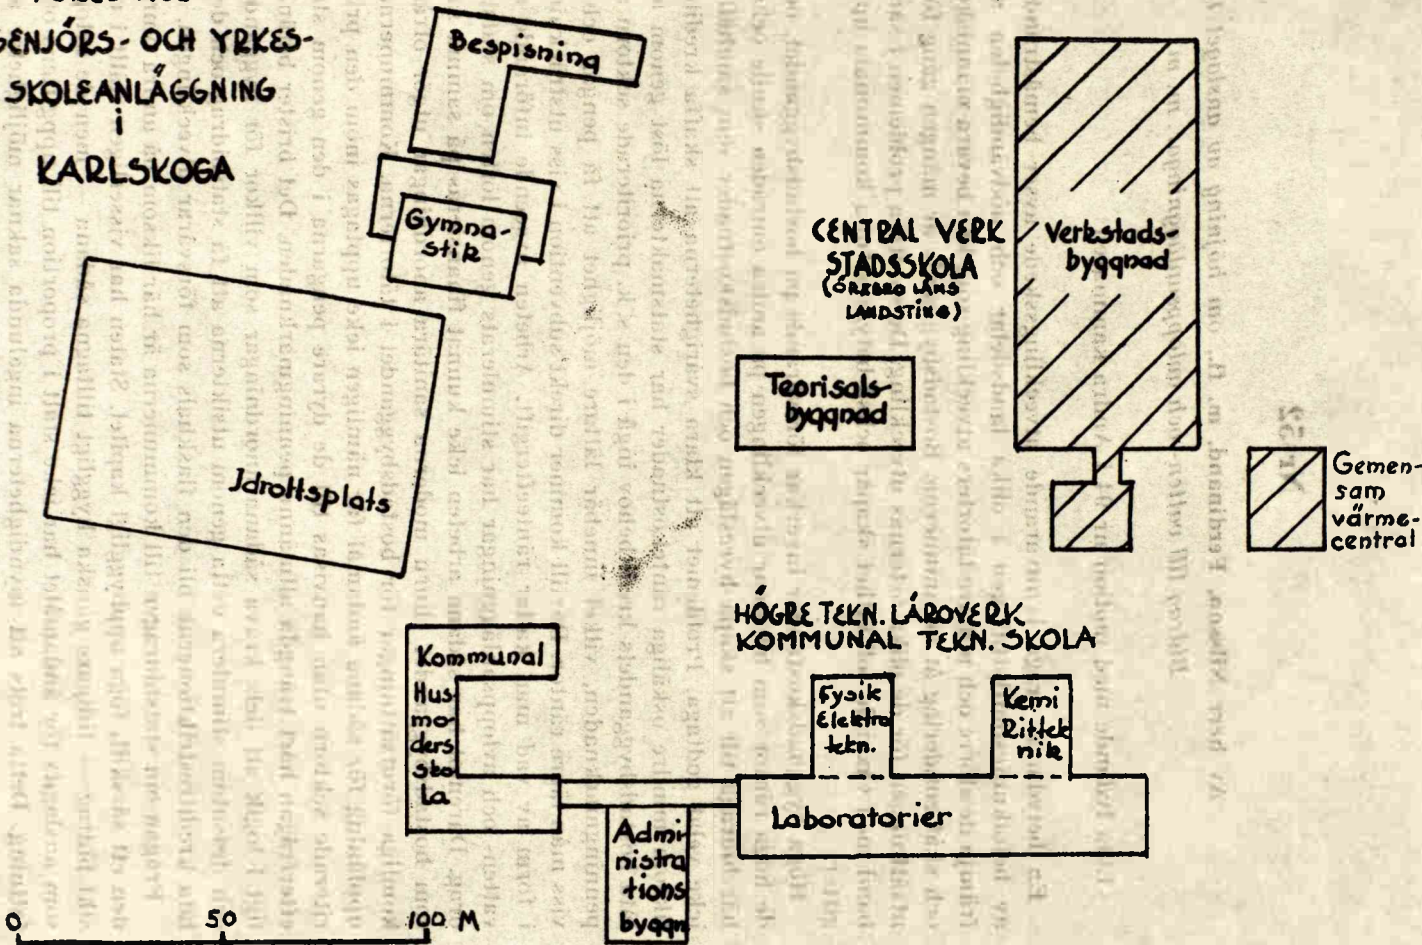 INGENJÖRS- OCH YRKES-
SKOLEANLÄGGNING
i
KARLSKOGA
Bespisning
Gymna-
stik
Idrottsplats
CENTRAL VERK
STADSSKOLA
(ÖREBRO LÄNS
LANDSTING)
Verkstads-
byggnad
Teorisals-
byggnad
Gemen-
sam
värme-
central
HÖGRE TEKN. LÄROVERK
KOMMUNAL TEKN. SKOLA
Kommunal
Hus
mo-
ders
sko
la
Fysik
Elektro
tekn.
Kemi
Rittek
nik
Laboratorier
Admi
nistra
tions
byggn
0 50 100 M